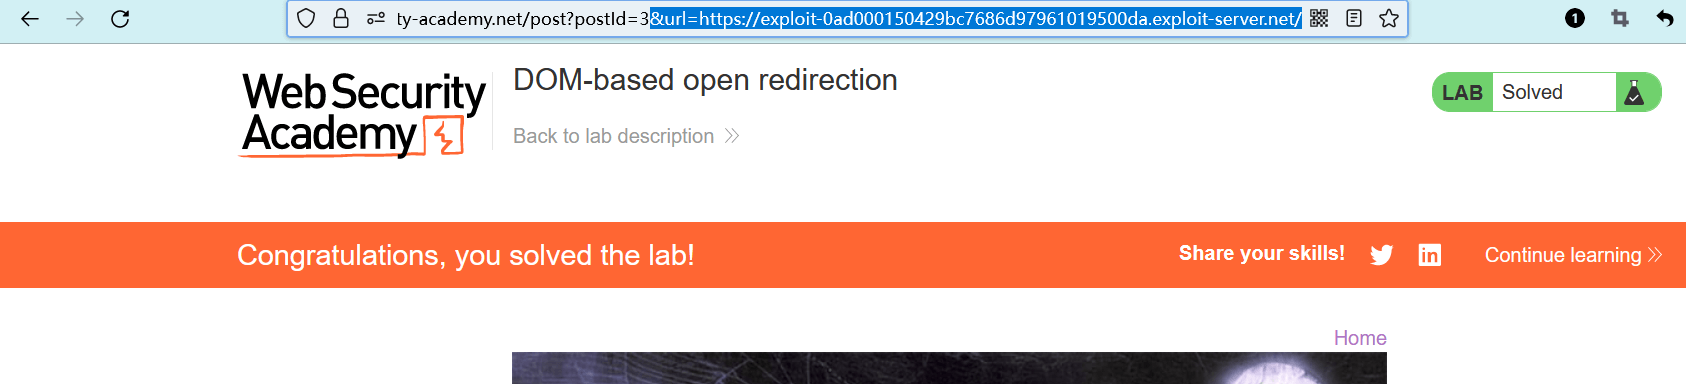 ty-academy.net/post?postId=3&url=https://exploit-0ad000150429bc7686d97961019500da.exploit-server.net/
1
Web Security
Academy
DOM-based open redirection
Back to lab description
LAB Solved
Congratulations, you solved the lab!
Share your skills!
in
Continue learning
Home